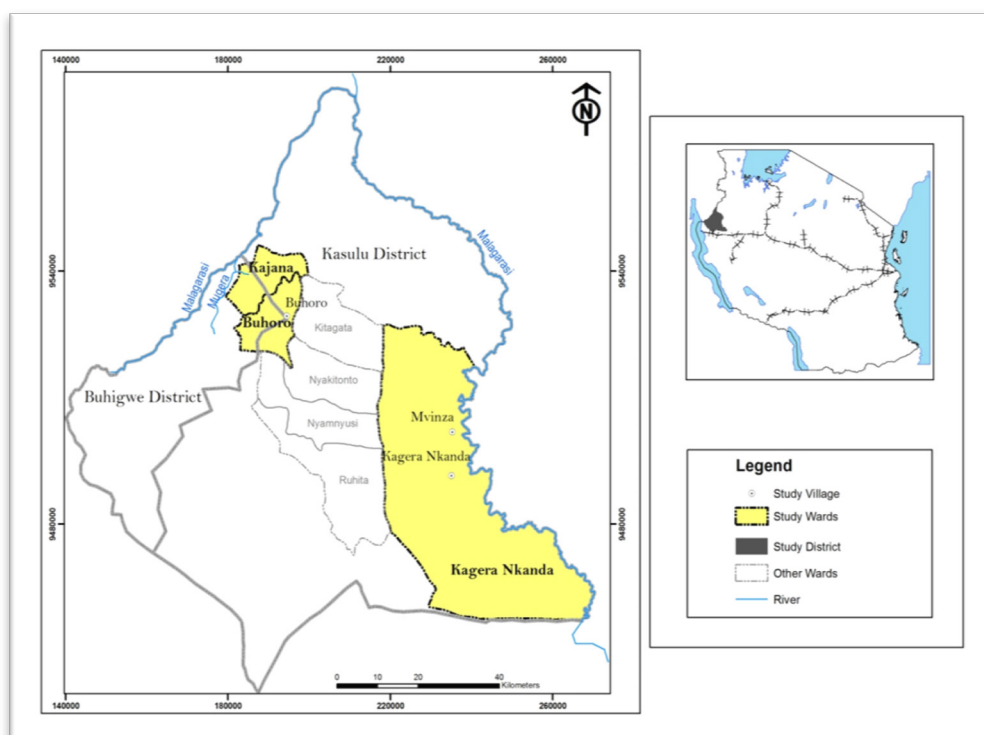 140000 180000 220000 260000
N
Kasulu District
Malagarasi
Malagarasi
Mugera
Kajana
Buhoro
Buhoro
Kitagata
Buhigwe District
Nyakitonto
Nyamnyusi
Mvinza
Kagera Nkanda
Ruhita
Kagera Nkanda
9540000
9540000
9480000
9480000
0 10 20 40
Kilometers
140000 180000 220000 260000
Legend
Study Village
Study Wards
Study District
Other Wards
River